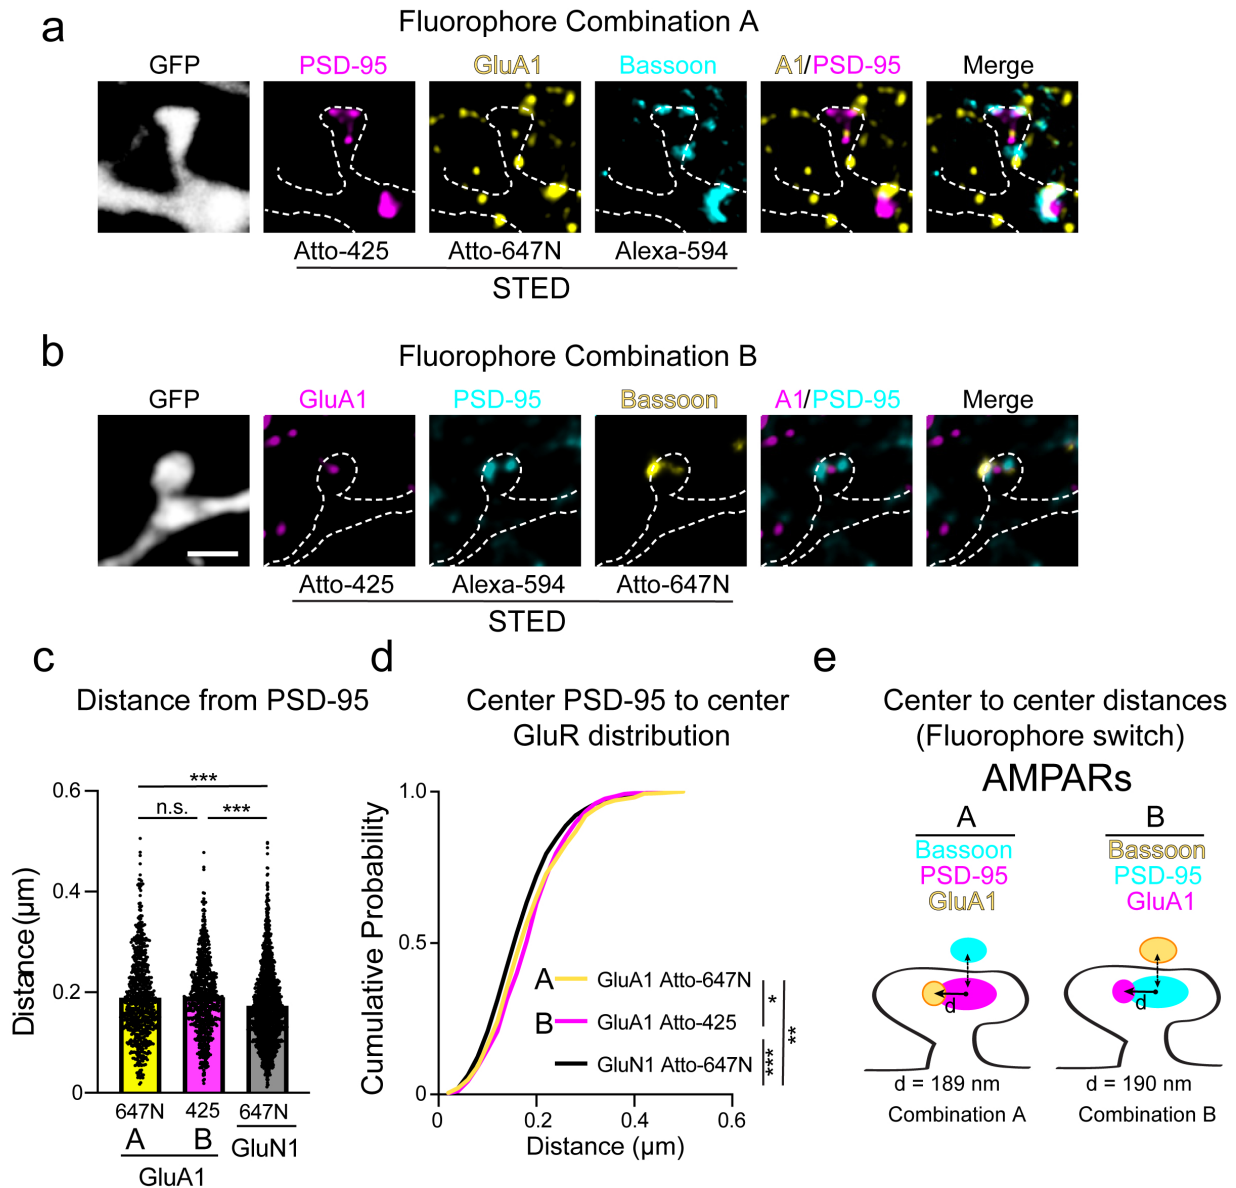 a
Fluorophore Combination A
GFP PSD-95 GluA1 Bassoon A1/PSD-95 Merge
Atto-425 Atto-647N Alexa-594
STED
b
Fluorophore Combination B
GFP GluA1 PSD-95 Bassoon A1/PSD-95 Merge
Atto-425 Alexa-594 Atto-647N
STED
c
Distance from PSD-95
Distance (µm)
0.6
0.4
0.2
0
***
n.s. ***
647N 425 647N
A B GluN1
GluA1
d
Center PSD-95 to center
GluR distribution
Cumulative Probability
1.0
0.5
0
A GluA1 Atto-647N
B GluA1 Atto-425
GluN1 Atto-647N
*
**
***
0 0.2 0.4 0.6
Distance (µm)
e
Center to center distances
(Fluorophore switch)
AMPARs
A
Bassoon
PSD-95
GluA1
d
d = 189 nm
Combination A
B
Bassoon
PSD-95
GluA1
d
d = 190 nm
Combination B